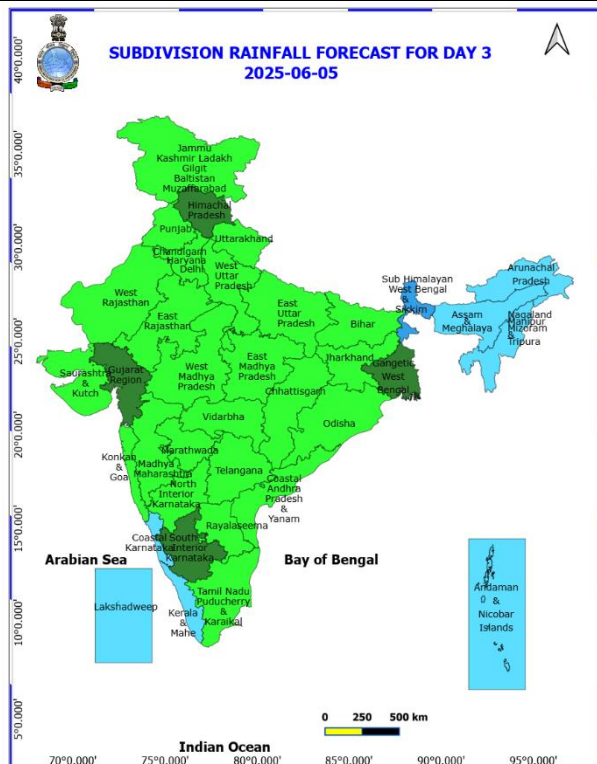 SUBDIVISION RAINFALL FORECAST FOR DAY 3
2025-06-05
40°0.000'
35°0.000'
30°0.000'
25°0.000'
20°0.000'
15°0.000'
10°0.000'
5°0.000'
Jammu
Kashmir Ladakh
Gilgit
Baltistan
Muzaffarabad
Himachal
Pradesh
Punjab
Uttarakhand
Chandigarh
Haryana
Delhi
West
Uttar
Pradesh
West
Rajasthan
East
Rajasthan
East
Uttar
Pradesh
Bihar
Sub Himalayan
West Bengal
&
Sikkim
Arunachal
Pradesh
Assam
&
Meghalaya
Nagaland
Manipur
Mizoram
&
Tripura
Saurashtra
&
Kutch
Gujarat
Region
West
Madhya
Pradesh
East
Madhya
Pradesh
Jharkhand
Gangetic
West
Bengal
Chhattisgarh
Odisha
Vidarbha
Konkan
&
Goa
Madhya
Maharashtra
Marathwada
Telangana
North
Interior
Karnataka
Coastal
Andhra
Pradesh
&
Yanam
Rayalaseema
Coastal
Karnataka
South
Interior
Karnataka
Arabian Sea
Bay of Bengal
Lakshadweep
Kerala
&
Mahe
Tamil Nadu
Puducherry
&
Karaikal
Andaman
&
Nicobar
Islands
0 250 500 km
Indian Ocean
70°0.000' 75°0.000' 80°0.000' 85°0.000' 90°0.000' 95°0.000'